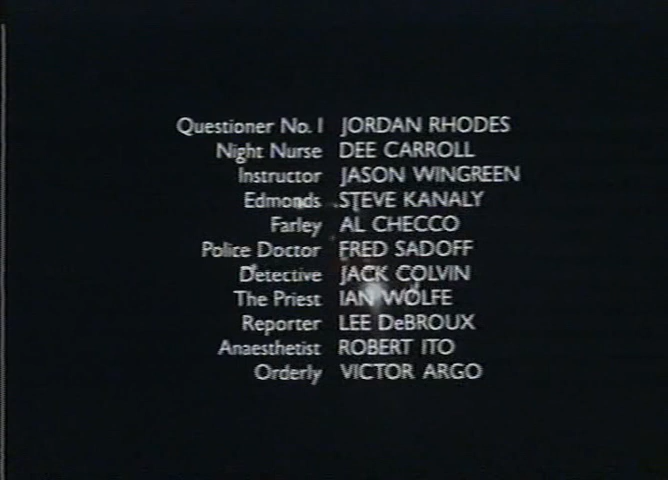 Questioner No. 1 JORDAN RHODES
Night Nurse DEE CARROLL
Instructor JASON WINGREEN
Edmonds STEVE KANALY
Farley AL CHECCO
Police Doctor FRED SADOFF
Detective JACK COLVIN
The Priest IAN WOLFE
Reporter LEE DeBROUX
Anaesthetist ROBERT ITO
Orderly VICTOR ARGO